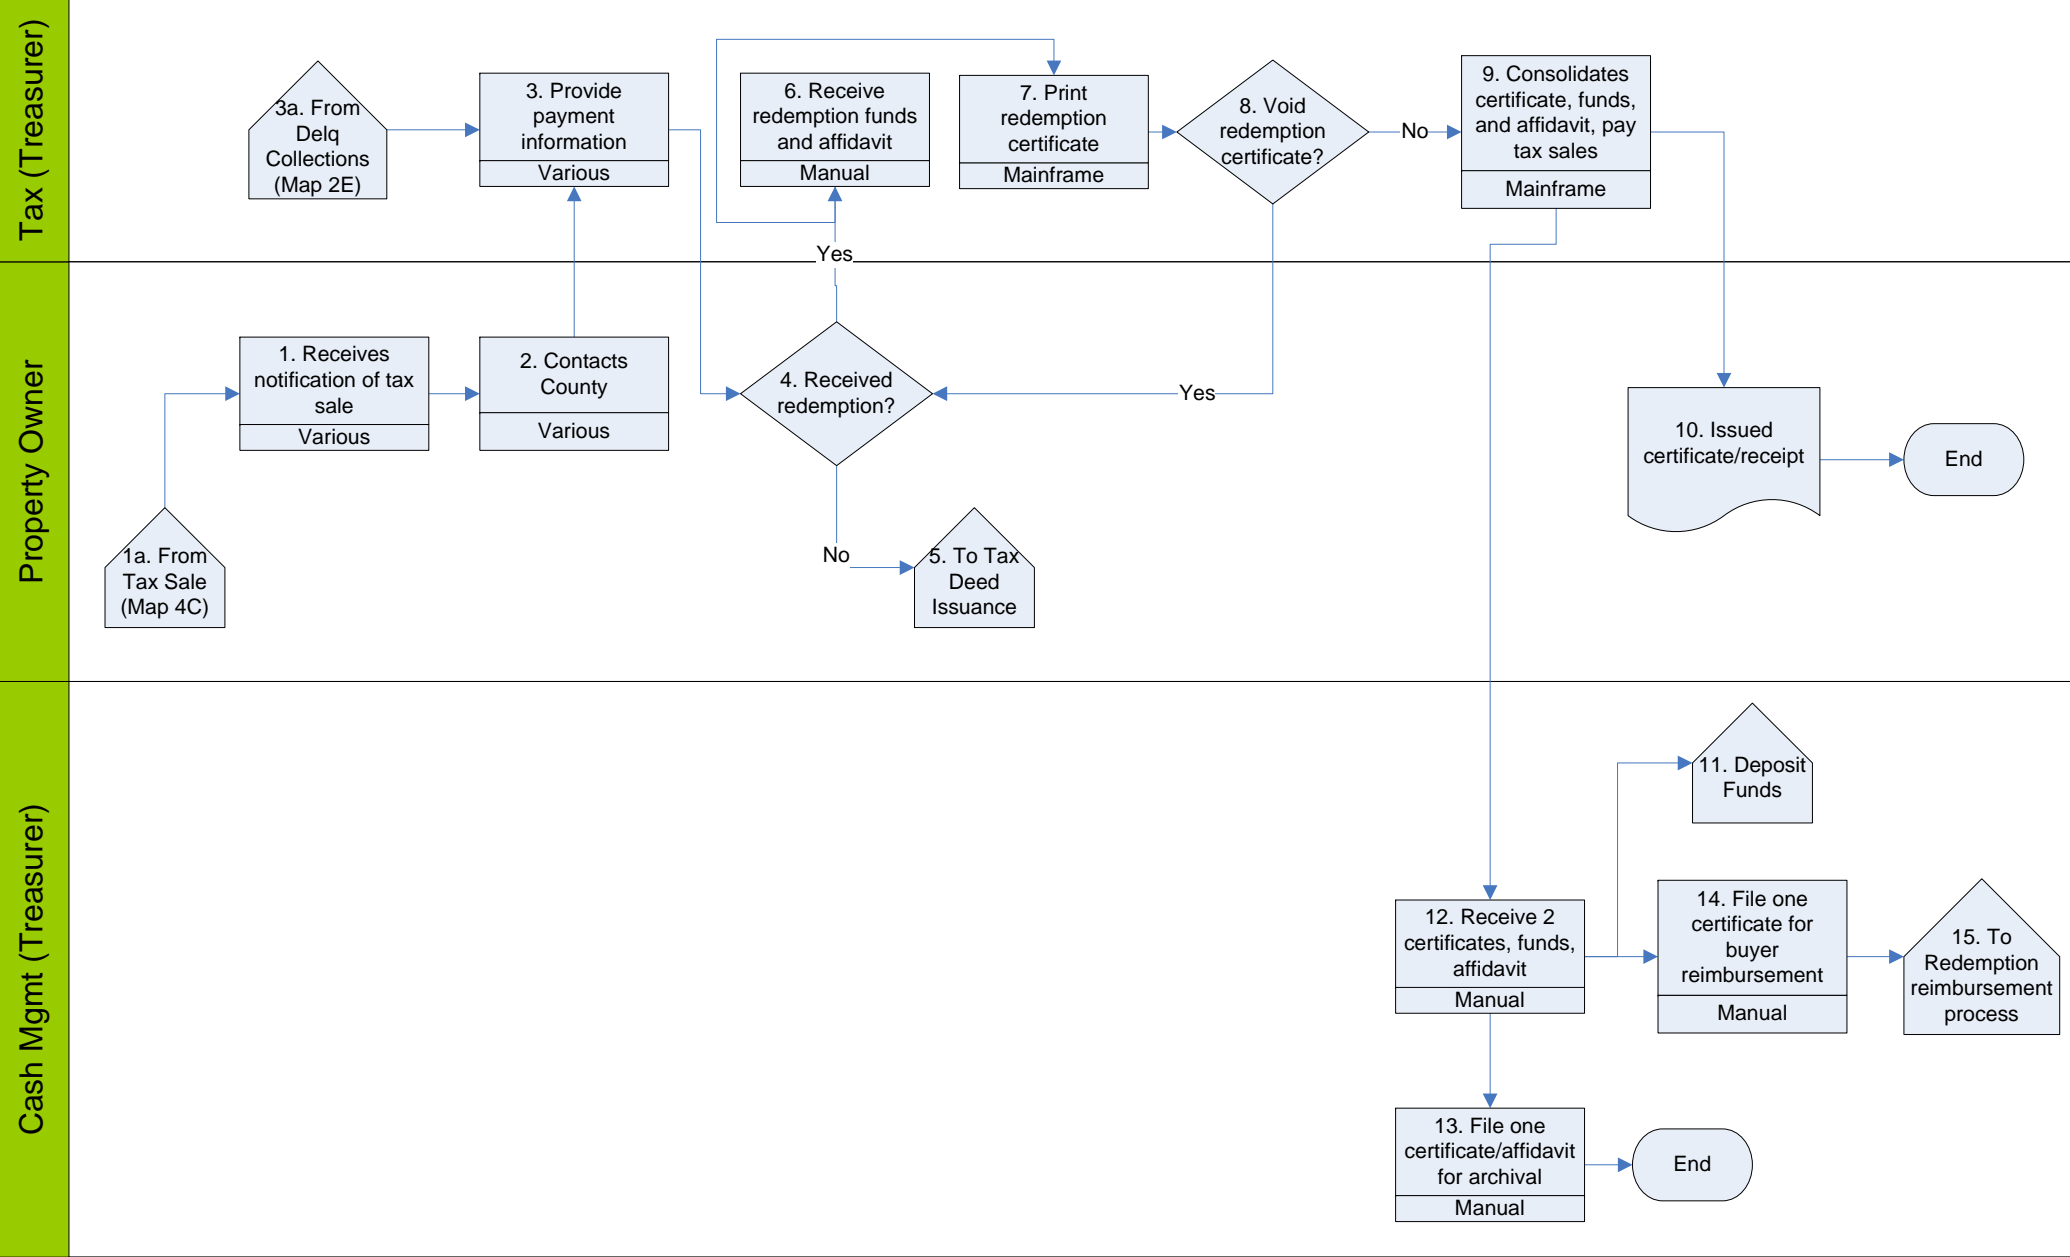 Tax (Treasurer)
3a. From
Delq
Collections
(Map 2E)
3. Provide
payment
information
Various
6. Receive
redemption funds
and affidavit
Manual
7. Print
redemption
certificate
Mainframe
8. Void
redemption
certificate?
No
9. Consolidates
certificate, funds,
and affidavit, pay
tax sales
Mainframe
Yes
Property Owner
1a. From
Tax Sale
(Map 4C)
1. Receives
notification of tax
sale
Various
2. Contacts
County
Various
4. Received
redemption?
Yes
No
5. To Tax
Deed
Issuance
10. Issued
certificate/receipt
End
Cash Mgmt (Treasurer)
11. Deposit
Funds
12. Receive 2
certificates, funds,
affidavit
Manual
14. File one
certificate for
buyer
reimbursement
Manual
15. To
Redemption
reimbursement
process
13. File one
certificate/affidavit
for archival
Manual
End